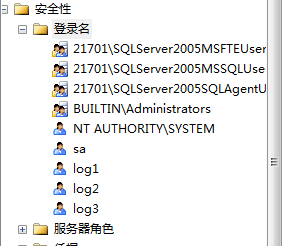 安全性
登录名
21701\SQLServer2005MSFTEUser
21701\SQLServer2005MSSQLUse
21701\SQLServer2005SQLAgentU
BUILTIN\Administrators
NT AUTHORITY\SYSTEM
sa
log1
log2
log3
服务器角色